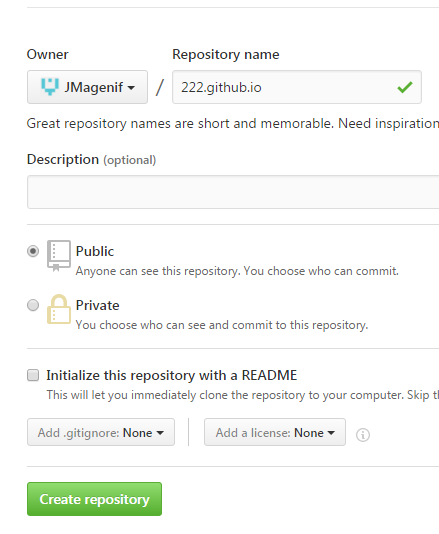 Owner Repository name
JMagenif / 222.github.io
Great repository names are short and memorable. Need inspiration
Description (optional)
Public
Anyone can see this repository. You choose who can commit.
Private
You choose who can see and commit to this repository.
Initialize this repository with a README
This will let you immediately clone the repository to your computer. Skip
Add .gitignore: None Add a license: None
Create repository